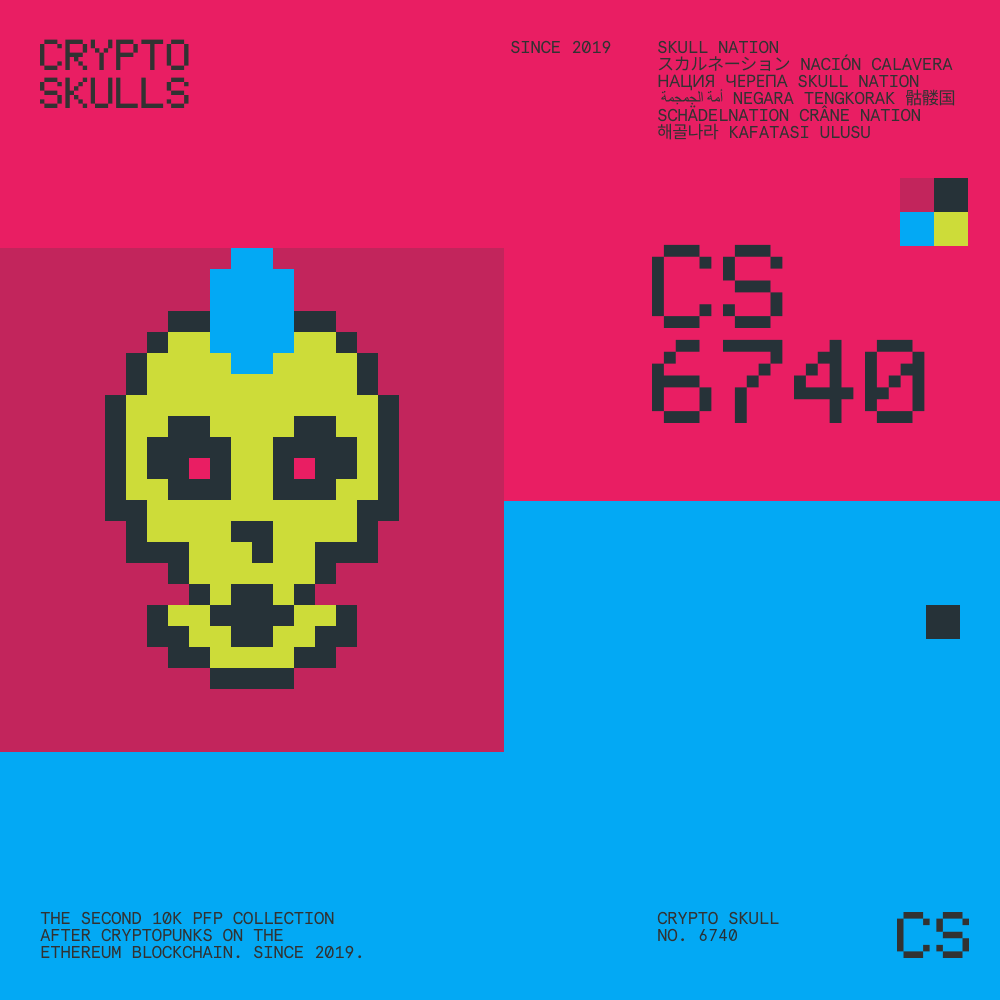 CRYPTO
SKULLS
SINCE 2019
SKULL NATION
スカルネーション NACIÓN CALAVERA
НАЦИЯ ЧЕРЕПА SKULL NATION
أمة الجمجمة NEGARA TENGKORAK 骷髅国
SCHÄDELNATION CRÂNE NATION
해골나라 KAFATASI ULUSU
CS
6740
THE SECOND 10K PFP COLLECTION
AFTER CRYPTOPUNKS ON THE
ETHEREUM BLOCKCHAIN. SINCE 2019.
CRYPTO SKULL
NO. 6740
CS